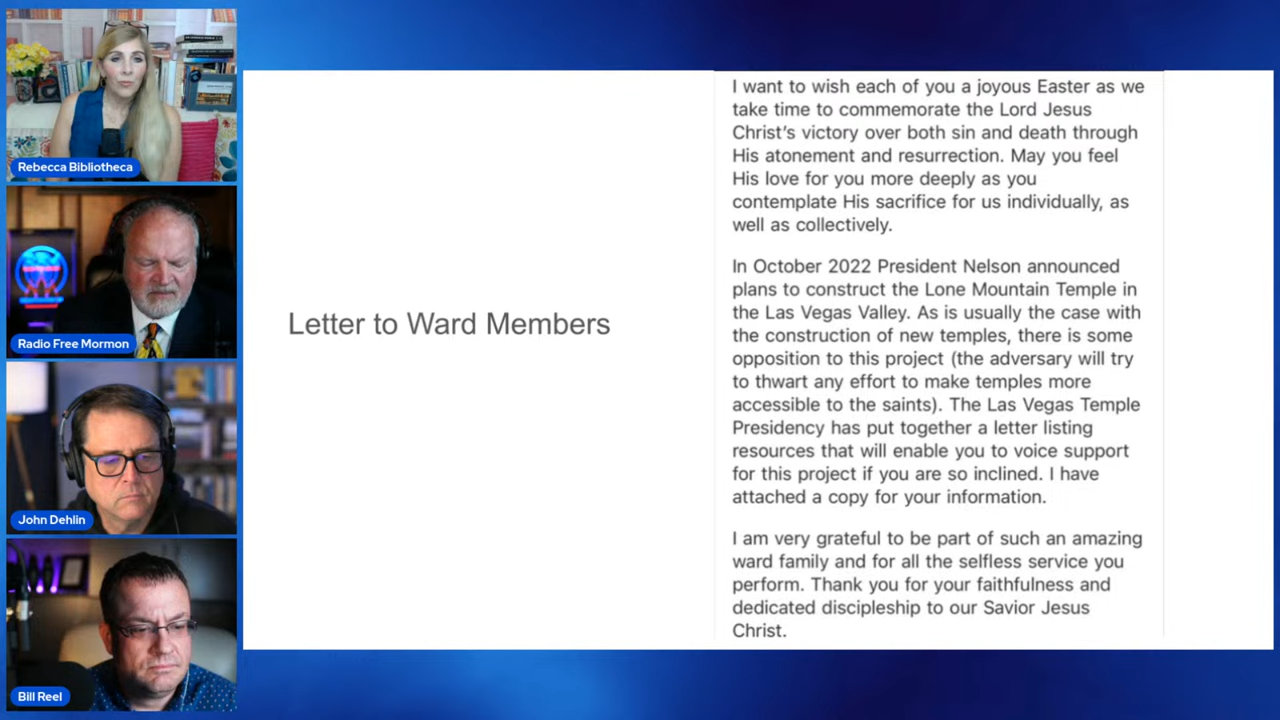 Rebecca Bibliotheca
Radio Free Mormon
John Dehlin
Bill Reel
Letter to Ward Members
I want to wish each of you a joyous Easter as we
take time to commemorate the Lord Jesus
Christ's victory over both sin and death through
His atonement and resurrection. May you feel
His love for you more deeply as you
contemplate His sacrifice for us individually, as
well as collectively.
In October 2022 President Nelson announced
plans to construct the Lone Mountain Temple in
the Las Vegas Valley. As is usually the case with
the construction of new temples, there is some
opposition to this project (the adversary will try
to thwart any effort to make temples more
accessible to the saints). The Las Vegas Temple
Presidency has put together a letter listing
resources that will enable you to voice support
for this project if you are so inclined. I have
attached a copy for your information.
I am very grateful to be part of such an amazing
ward family and for all the selfless service you
perform. Thank you for your faithfulness and
dedicated discipleship to our Savior Jesus
Christ.